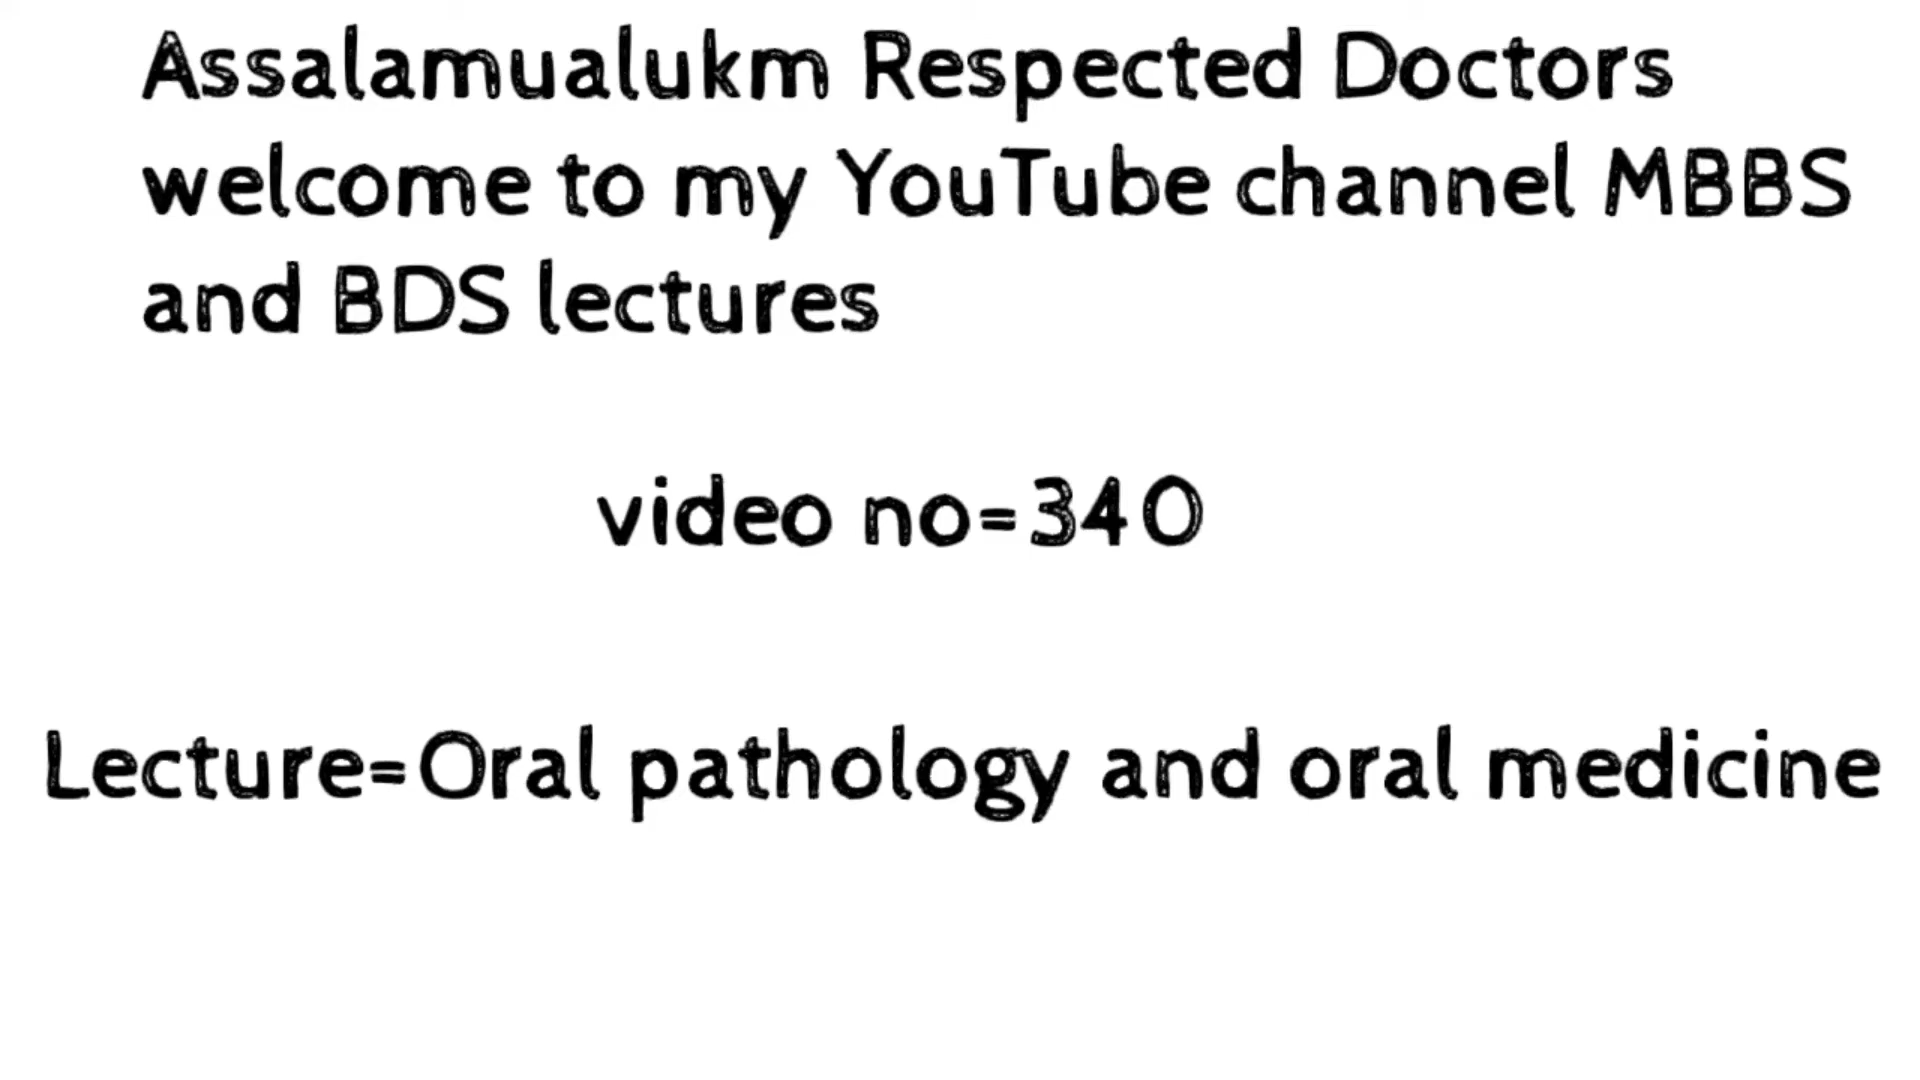 Assalamualukm Respected Doctors
welcome to my YouTube channel MBBS
and BDS lectures
video no=340
Lecture=Oral pathology and oral medicine